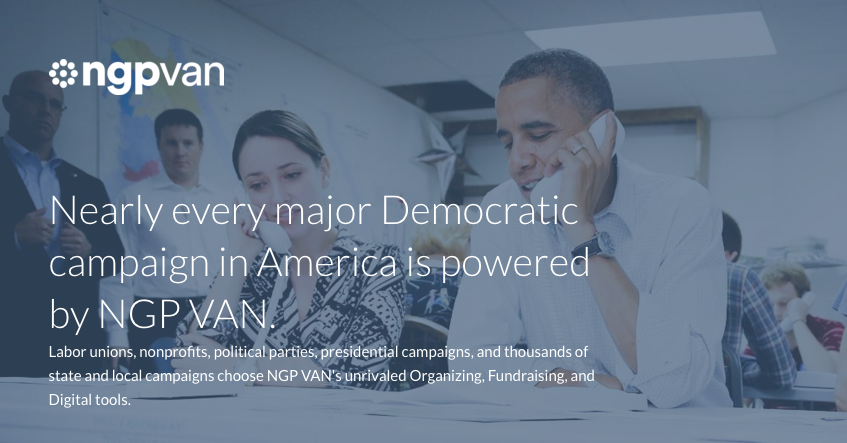 ngpvan
Nearly every major Democratic
campaign in America is powered
by NGP VAN.
Labor unions, nonprofits, political parties, presidential campaigns, and thousands of
state and local campaigns choose NGP VAN's unrivaled Organizing, Fundraising, and
Digital tools.